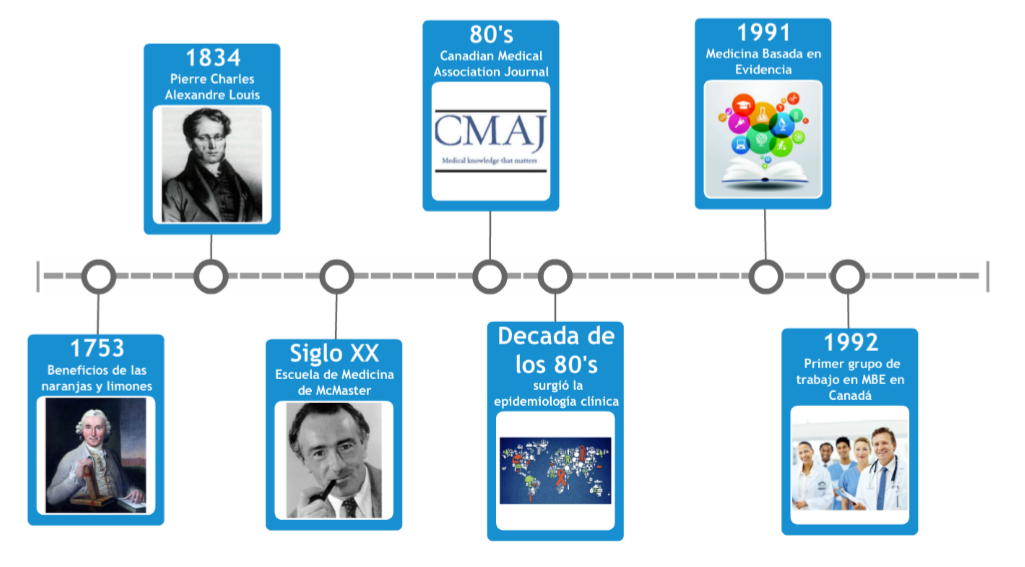 1834
Pierre Charles
Alexandre Louis
80's
Canadian Medical
Association Journal
CMAJ
Medical knowledge that matters
1991
Medicina Basada en
Evidencia
1753
Beneficios de las
naranjas y limones
Siglo XX
Escuela de Medicina
de McMaster
Decada de
los 80's
surgió la
epidemiología clínica
1992
Primer grupo de
trabajo en MBE en
Canadá